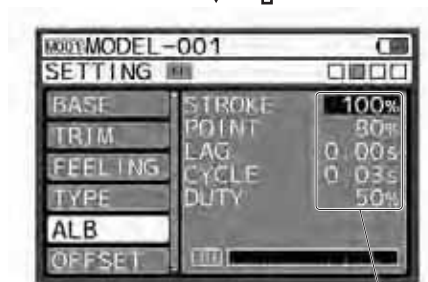 M001 MODEL-001
SETTING
BASE
TRIM
FEELING
TYPE
ALB
OFFSET
STROKE 100%
POINT 80%
LAG 0.00s
CYCLE 0.03s
DUTY 50%